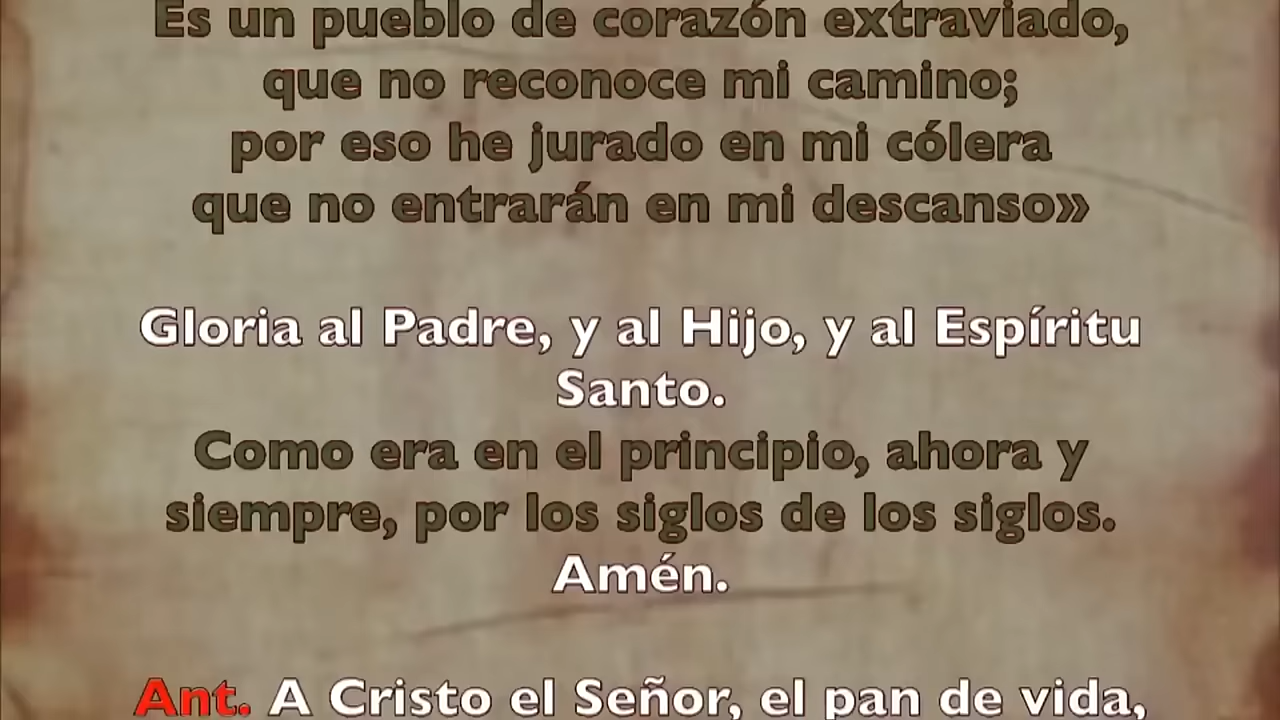 Es un pueblo de corazón extraviado,
que no reconoce mi camino;
por eso he jurado en mi cólera
que no entrarán en mi descanso»
Gloria al Padre, y al Hijo, y al Espíritu
Santo.
Como era en el principio, ahora y
siempre, por los siglos de los siglos.
Amén.
Ant. A Cristo el Señor, el pan de vida,